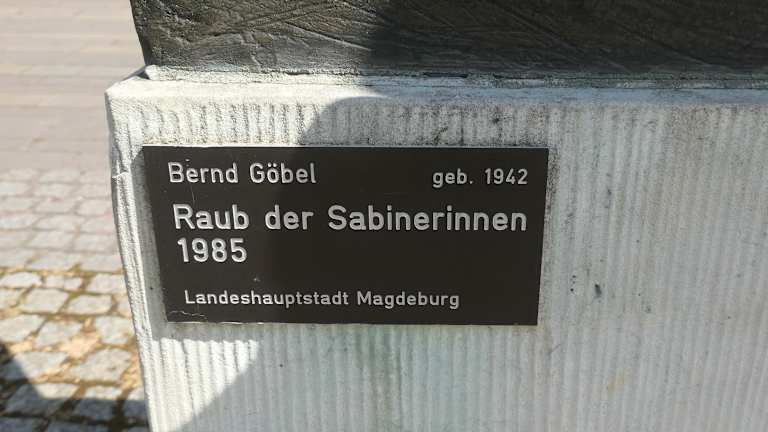 Bernd Göbel geb. 1942
Raub der Sabinerinnen
1985
Landeshauptstadt Magdeburg